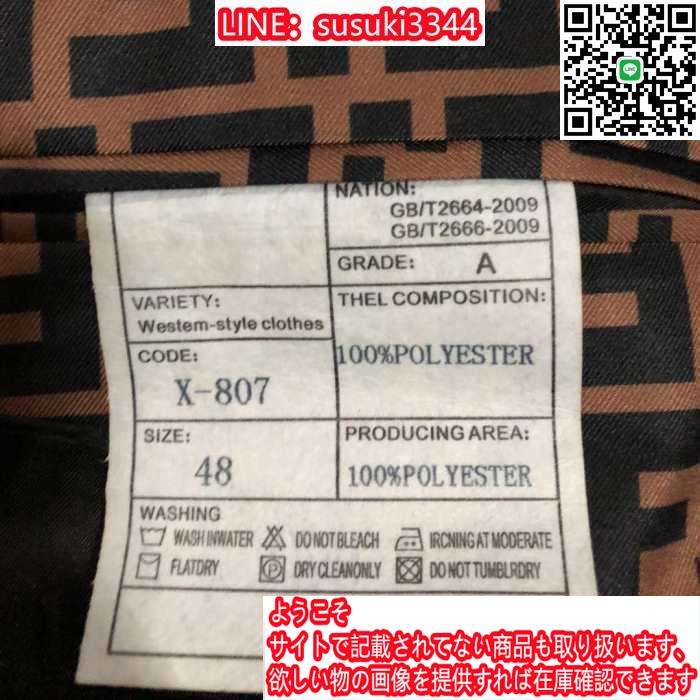 LINE: susuki3344
LINE
NATION:
GB/T2664-2009
GB/T2666-2009
GRADE: A
VARIETY:
Westem-style clothes
THEL COMPOSITION:
100%POLYESTER
CODE:
X-807
SIZE:
48
PRODUCING AREA:
100%POLYESTER
WASHING
WASH INWATER
DO NOT BLEACH
IRCNING AT MODERATE
FLATDRY
P
DRY CLEANONLY
DO NOT TUMBLRDRY
ようこそ
サイトで記載されてない商品も取り扱います、
欲しい物の画像を提供すれば在庫確認できます